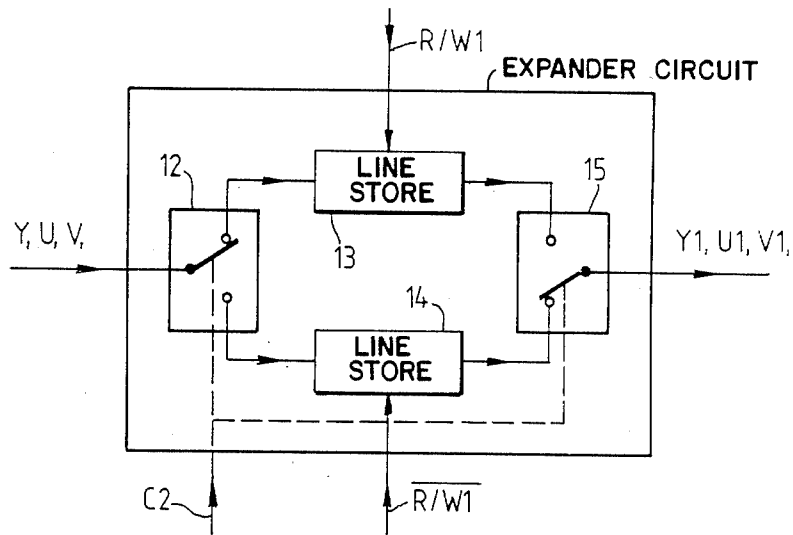 R/W1
EXPANDER CIRCUIT
12
LINE
STORE
13
15
Y, U, V,
Y1, U1, V1,
14
LINE
STORE
C2
R/W1